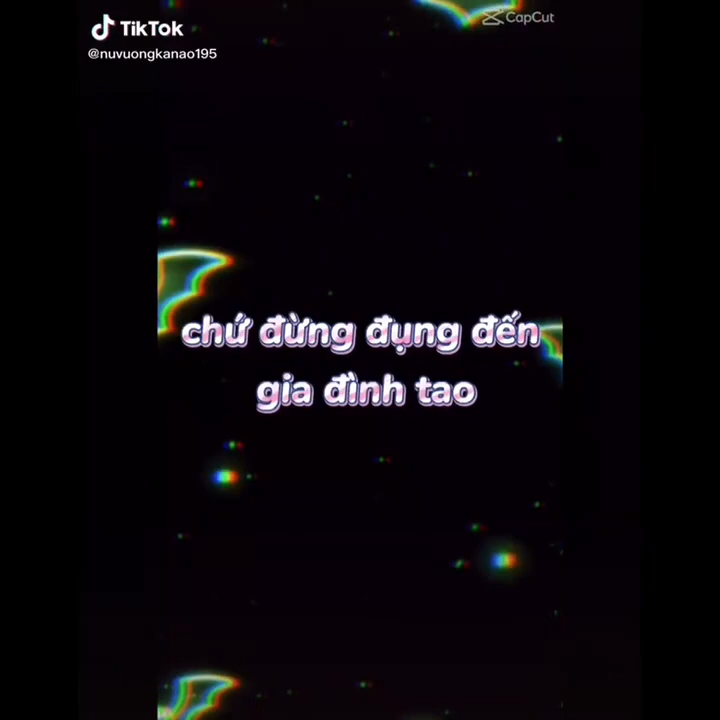 TikTok
CapCut
@nuvuongkanao195
chứ đừng đụng đến
gia đình tao